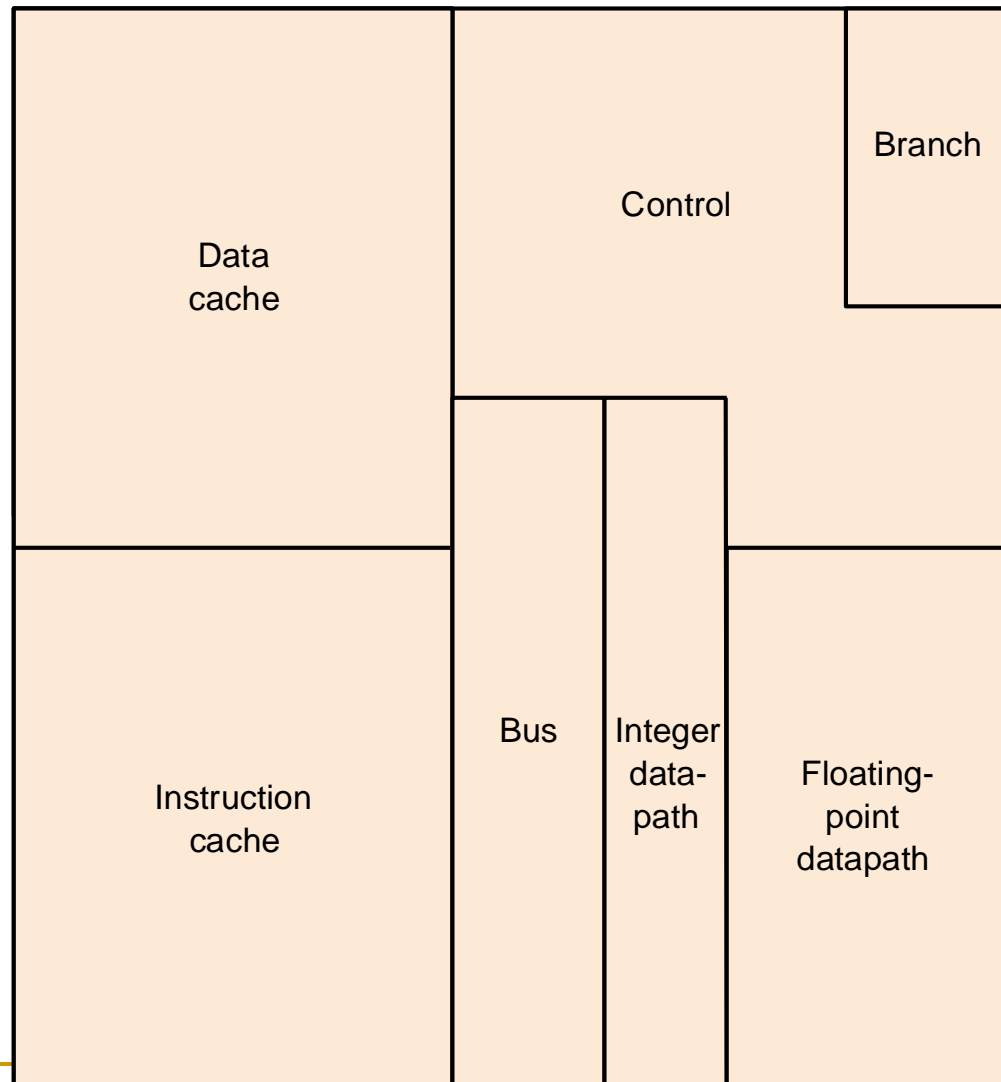 Data
cache
Control
Branch
Instruction
cache
Bus
Integer
data-
path
Floating-
point
datapath